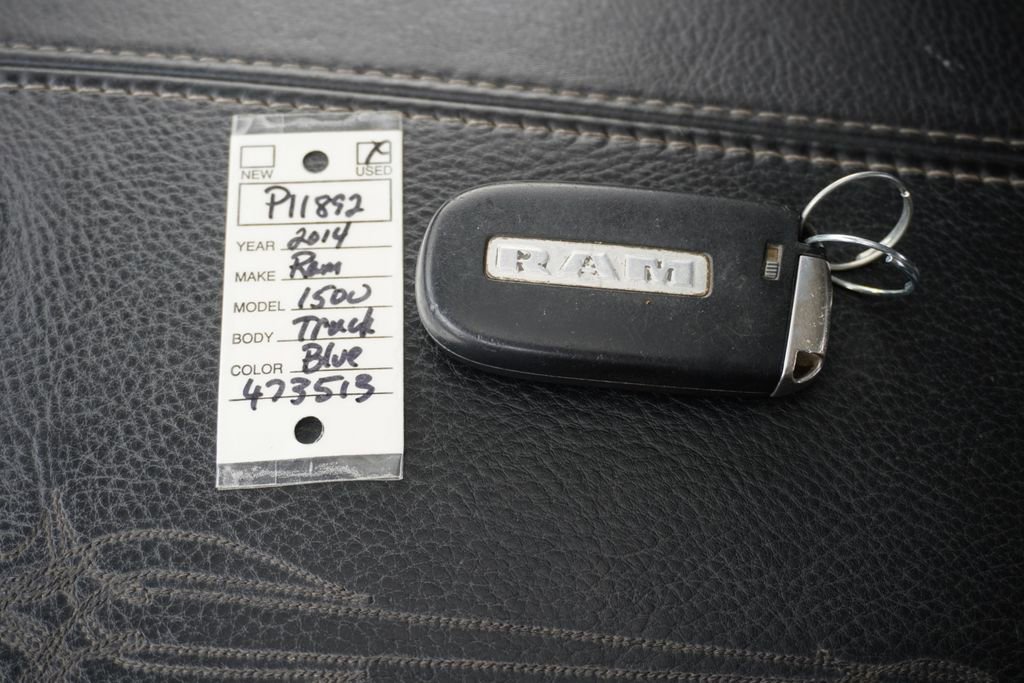 NEW USED
P11892
YEAR 2014
MAKE Ram
MODEL 1500
BODY Truck
COLOR Blue
473513
RAM